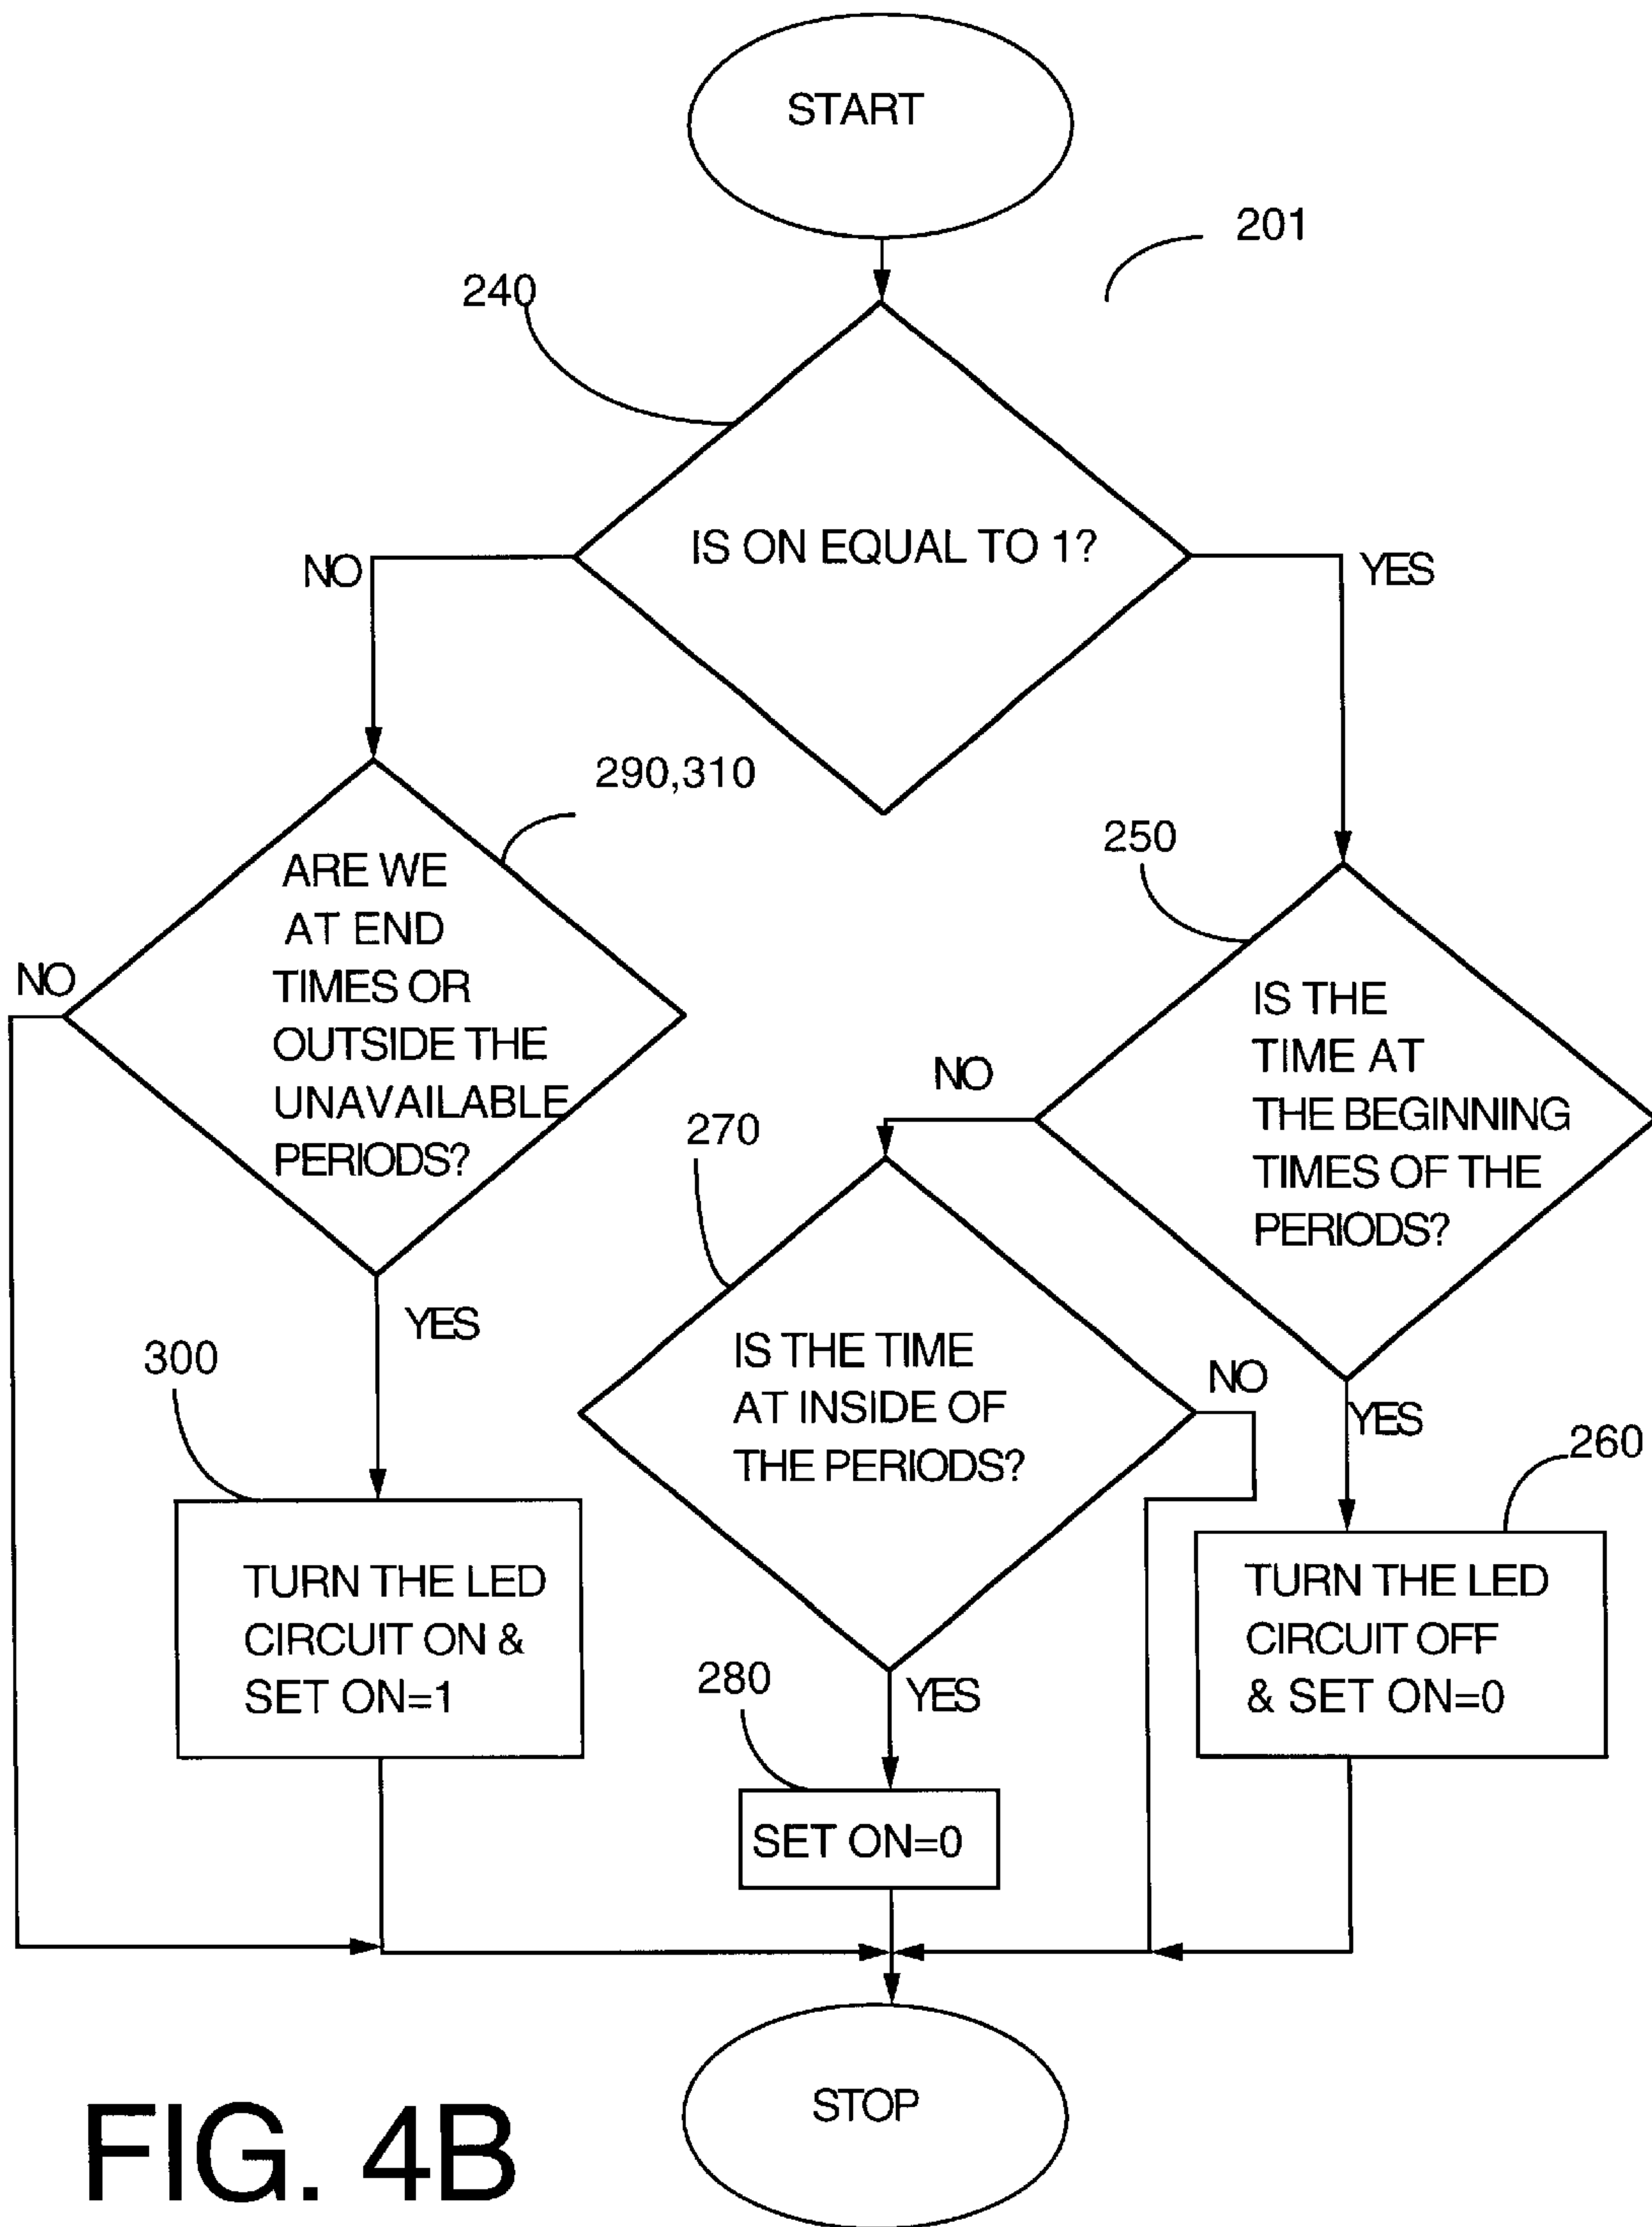 START
201
240
IS ON EQUAL TO 1?
NO
YES
290,310
ARE WE
AT END
TIMES OR
OUTSIDE THE
UNAVAILABLE
PERIODS?
NO
250
IS THE
TIME AT
THE BEGINNING
TIMES OF THE
PERIODS?
NO
270
IS THE TIME
AT INSIDE OF
THE PERIODS?
YES
NO
YES
300
TURN THE LED
CIRCUIT ON &
SET ON=1
260
TURN THE LED
CIRCUIT OFF
& SET ON=0
280
YES
SET ON=0
STOP
FIG. 4B